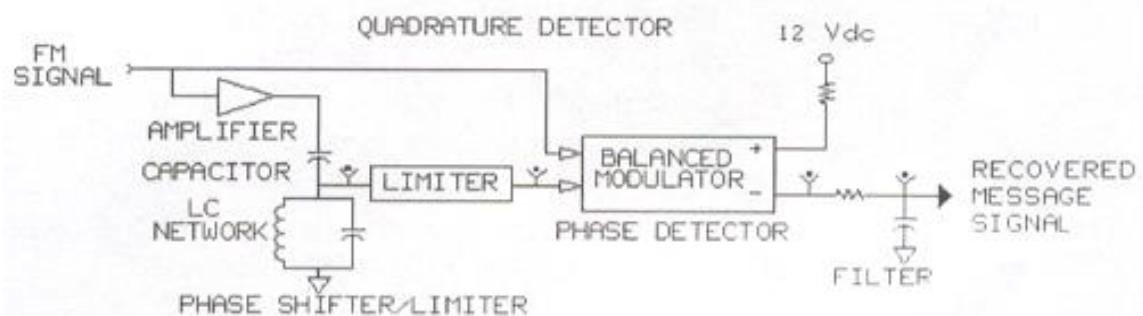 QUADRATURE DETECTOR
12 Vdc
FM
SIGNAL
AMPLIFIER
CAPACITOR
LIMITER
BALANCED
MODULATOR
+
-
RECOVERED
MESSAGE
SIGNAL
LC
NETWORK
PHASE DETECTOR
FILTER
PHASE SHIFTER/LIMITER